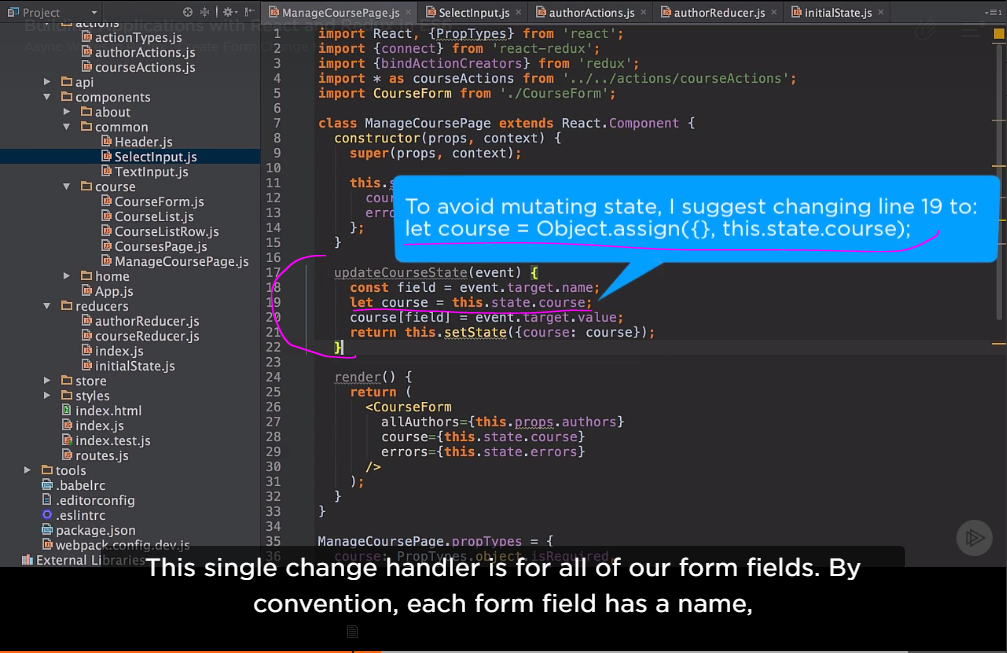 Project
ManageCoursePage.js
SelectInput.js
authorActions.js
authorReducer.js
initialState.js
actions
actionTypes.js
authorActions.js
courseActions.js
api
components
about
common
Header.js
SelectInput.js
TextInput.js
course
CourseForm.js
CourseList.js
CourseListRow.js
CoursesPage.js
ManageCoursePage.js
home
App.js
reducers
authorReducer.js
courseReducer.js
index.js
initialState.js
store
styles
index.html
index.js
index.test.js
routes.js
tools
.babelrc
.editorconfig
.eslintrc
package.json
webpack.config.dev.js
External Libraries
1 import React, {PropTypes} from 'react';
2 import {connect} from 'react-redux';
3 import {bindActionCreators} from 'redux';
4 import * as courseActions from '../../actions/courseActions';
5 import CourseForm from './CourseForm';
6
7 class ManageCoursePage extends React.Component {
8 constructor(props, context) {
9 super(props, context);
10
11 this.s
12 cou
13 erro
14 };
15 }
16
17 updateCourseState(event) {
18 const field = event.target.name;
19 let course = this.state.course;
20 course[field] = event.target.value;
21 return this.setState({course: course});
22 }
23
24 render() {
25 return (
26 <CourseForm
27 allAuthors={this.props.authors}
28 course={this.state.course}
29 errors={this.state.errors}
30 />
31 );
32 }
33 }
34
35 ManageCoursePage.propTypes = {
36 course: PropTypes.object.isRequired
To avoid mutating state, I suggest changing line 19 to:
let course = Object.assign({}, this.state.course);
This single change handler is for all of our form fields. By
convention, each form field has a name,